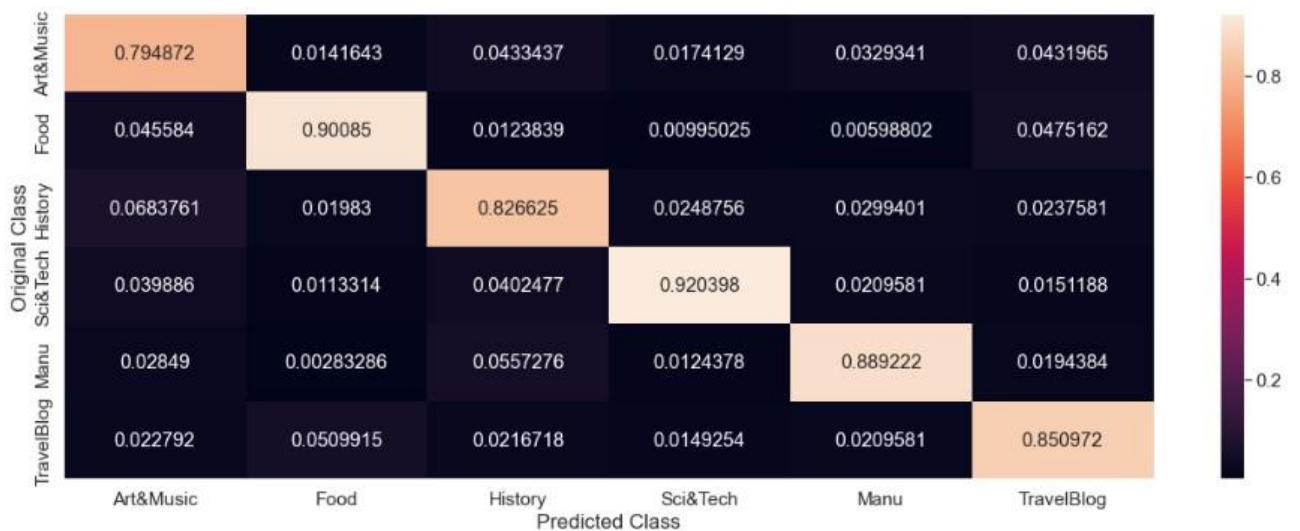 Art&Music 0.794872 0.0141643 0.0433437 0.0174129 0.0329341 0.0431965
Food 0.045584 0.90085 0.0123839 0.00995025 0.00598802 0.0475162
History 0.0683761 0.01983 0.826625 0.0248756 0.0299401 0.0237581
Sci&Tech 0.039886 0.0113314 0.0402477 0.920398 0.0209581 0.0151188
Manu 0.02849 0.00283286 0.0557276 0.0124378 0.889222 0.0194384
TravelBlog 0.022792 0.0509915 0.0216718 0.0149254 0.0209581 0.850972
Original Class
Art&Music Food History Sci&Tech Manu TravelBlog
Predicted Class
0.8
0.6
0.4
0.2